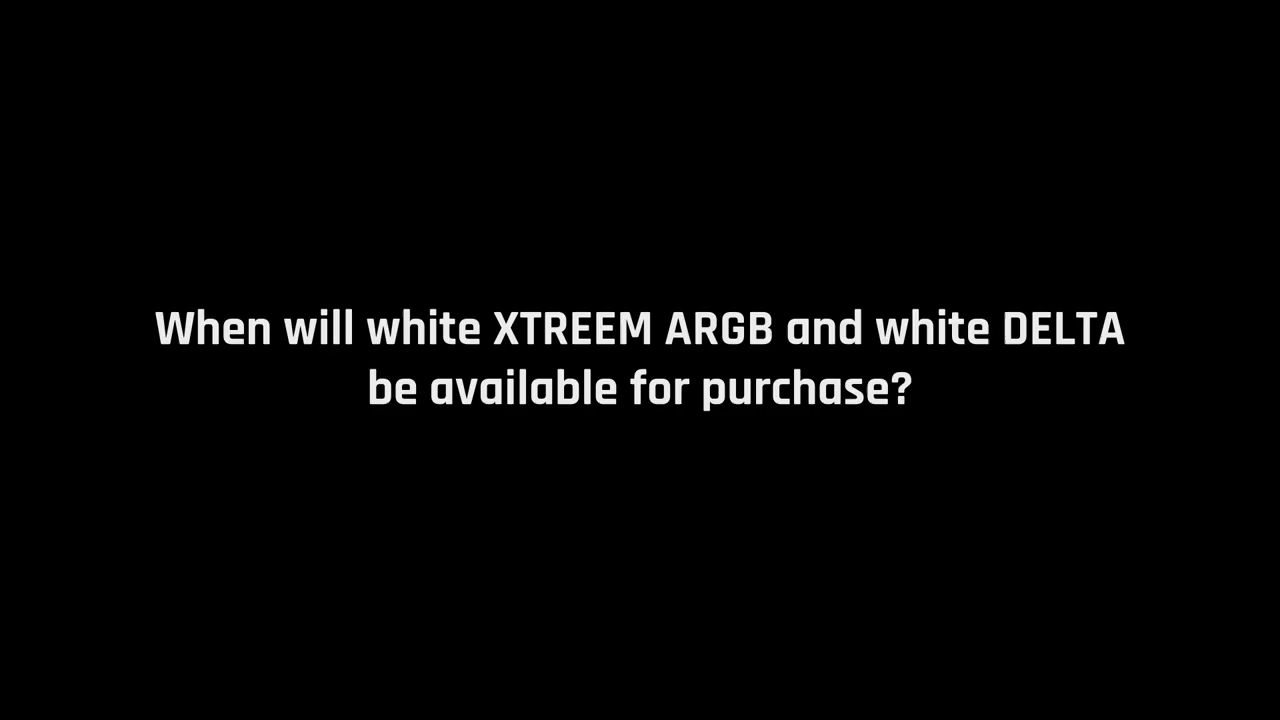 When will white XTREEM ARGB and white DELTA
be available for purchase?